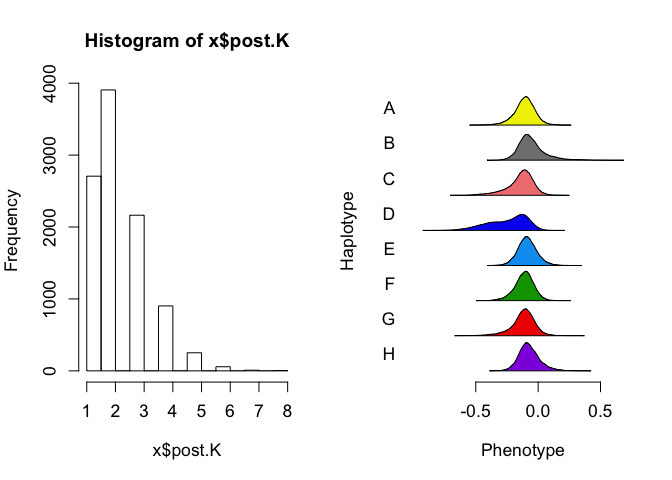 Histogram of x$post.K
Frequency
0
1000
2000
3000
4000
1 2 3 4 5 6 7 8
x$post.K
Haplotype
A
B
C
D
E
F
G
H
-0.5 0.0 0.5
Phenotype